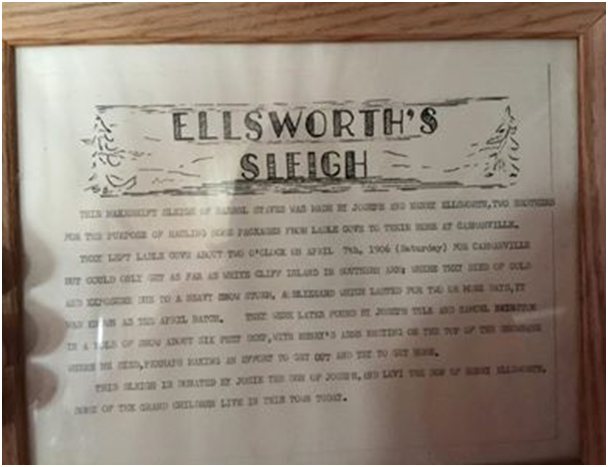 ELLSWORTH'S
SLEIGH
THIS MAKESHIFT SLEIGH OF BARREL STAVES WAS MADE BY JOSEPH AND HENRY ELLSWORTH, TWO BROTHERS
FOR THE PURPOSE OF HAULING SOME PACKAGES FROM LADLE COVE TO THEIR HOME AT CARMANVILLE.
THEY LEFT LADLE COVE ABOUT TWO O'CLOCK ON APRIL 7th, 1906 (Saturday) FOR CARMANVILLE
BUT COULD ONLY GET AS FAR AS WHITE CLIFF ISLAND IN SOUTHERN ARM; WHERE THEY DIED OF COLD
AND EXPOSURE DUE TO A HEAVY SNOW STORM, A BLIZZARD WHICH LASTED FOR TWO OR MORE DAYS, IT
WAS KNOWN AS THE APRIL BATCH. THEY WERE LATER FOUND BY JOSEPH TULK AND SAMUEL
IN A HOLE OF SNOW ABOUT SIX FEET DEEP, WITH HENRY'S ARMS RESTING ON THE TOP OF THE SNOWBANK
WHERE HE DIED, PERHAPS MAKING AN EFFORT TO GET OUT AND TRY TO GET HOME.
THIS SLEIGH IS DONATED BY JOSIE THE SON OF JOSEPH, AND LEVI THE SON OF HENRY ELLSWORTH.
SOME OF THE GRAND CHILDREN LIVE IN THIS TOWN TODAY.